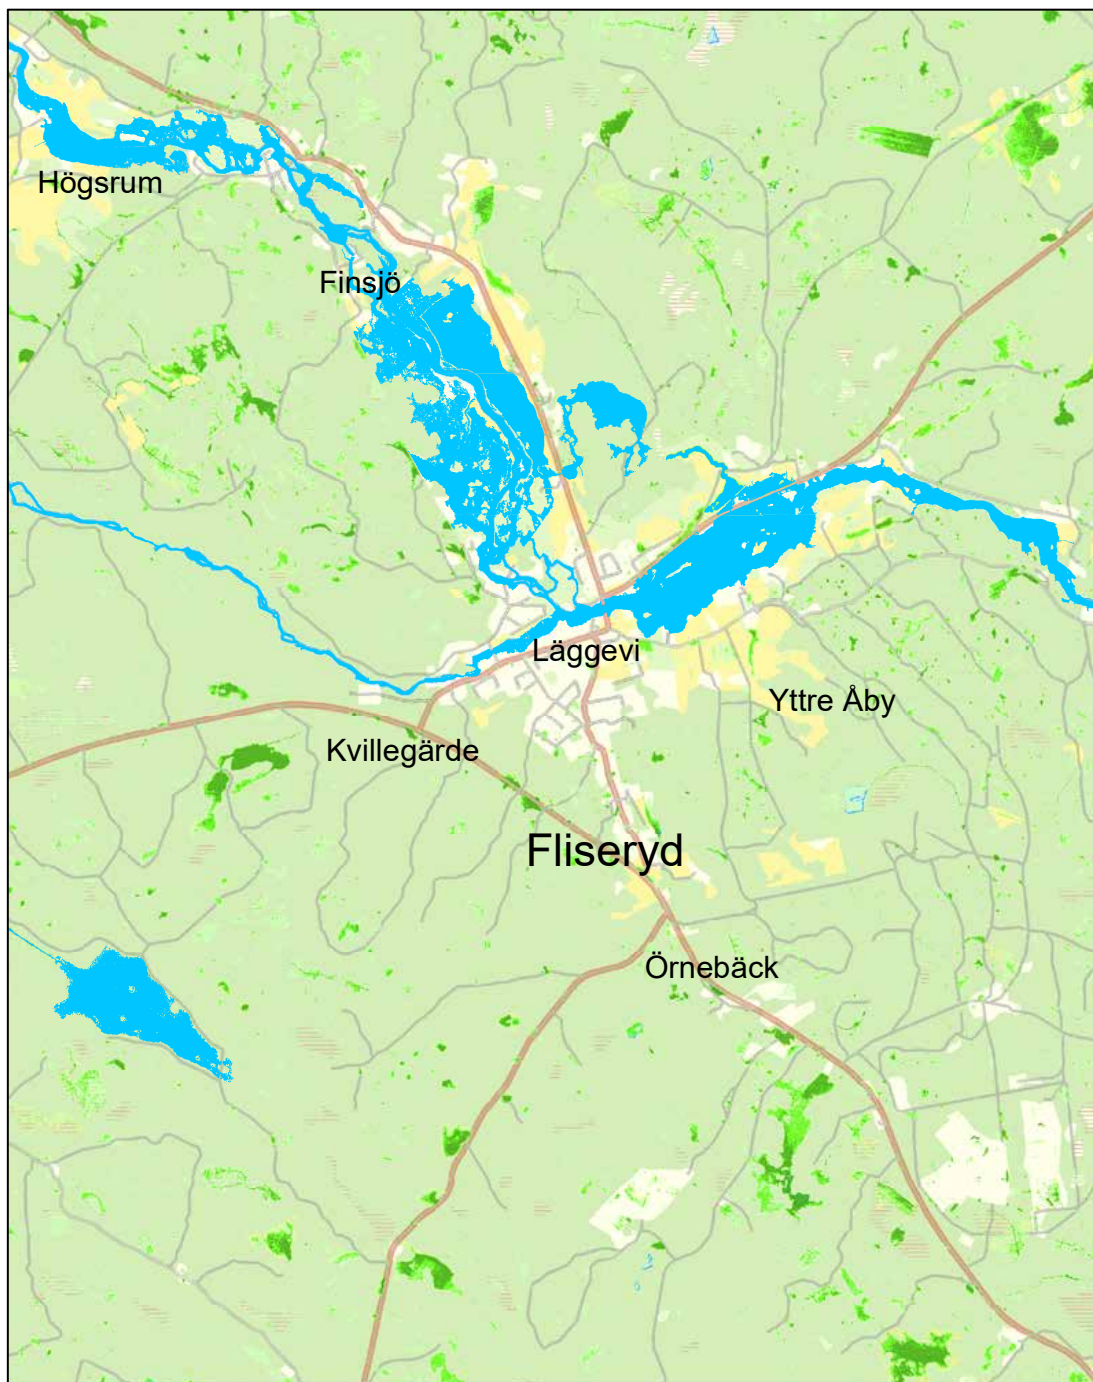 Högsrum
Finsjö
Läggevi
Yttre Åby
Kvillegärde
Fliseryd
Örnebäck